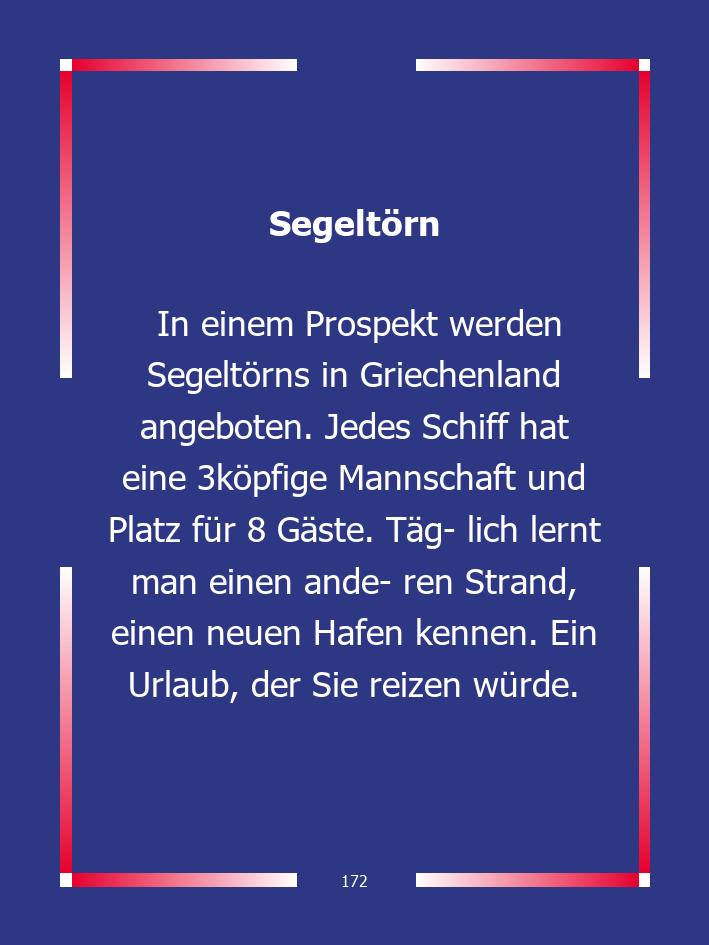 Segeltörn
In einem Prospekt werden
Segeltörns in Griechenland
angeboten. Jedes Schiff hat
eine 3köpfige Mannschaft und
Platz für 8 Gäste. Täg- lich lernt
man einen ande- ren Strand,
einen neuen Hafen kennen. Ein
Urlaub, der Sie reizen würde.
172